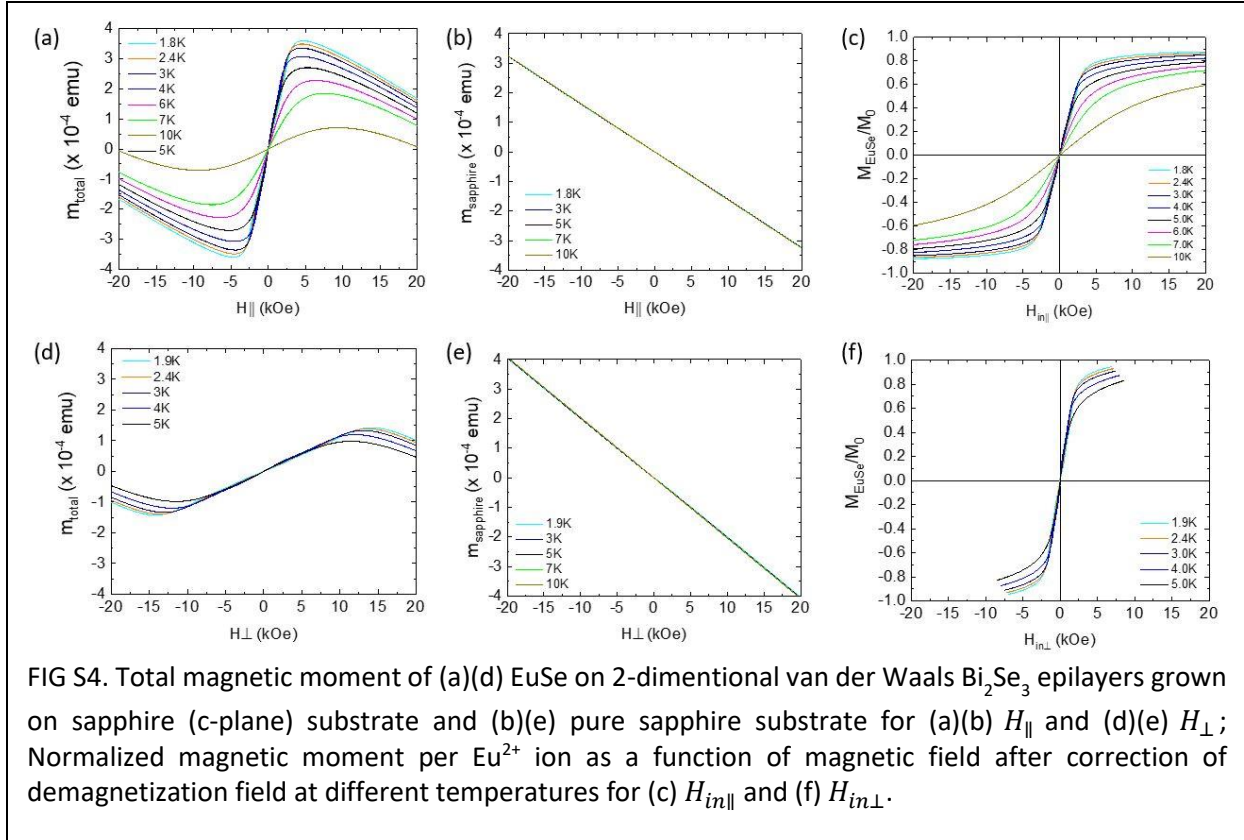 (a)
m_total (x 10⁻⁴ emu)
4
3
2
1
0
-1
-2
-3
-4
1.8K
2.4K
3K
4K
6K
7K
10K
5K
-20 -15 -10 -5 0 5 10 15 20
H∥ (kOe)
(b)
m_sapphire (x 10⁻⁴ emu)
4
3
2
1
0
-1
-2
-3
-4
1.8K
3K
5K
7K
10K
-20 -15 -10 -5 0 5 10 15 20
H∥ (kOe)
(c)
M_EuSe/M₀
1.0
0.8
0.6
0.4
0.2
0.0
-0.2
-0.4
-0.6
-0.8
-1.0
1.8K
2.4K
3.0K
4.0K
5.0K
6.0K
7.0K
10K
-20 -15 -10 -5 0 5 10 15 20
H_in∥ (kOe)
(d)
m_total (x 10⁻⁴ emu)
4
3
2
1
0
-1
-2
-3
-4
1.9K
2.4K
3K
4K
5K
-20 -15 -10 -5 0 5 10 15 20
H⊥ (kOe)
(e)
m_sapphire (x 10⁻⁴ emu)
4
3
2
1
0
-1
-2
-3
4
1.9K
3K
5K
7K
10K
-20 -15 -10 -5 0 5 10 15 20
H⊥ (kOe)
(f)
M_EuSe/M₀
1.0
0.8
0.6
0.4
0.2
0.0
-0.2
-0.4
-0.6
-0.8
-1.0
1.9K
2.4K
3.0K
4.0K
5.0K
-20 -15 -10 -5 0 5 10 15 20
H_in⊥ (kOe)
FIG S4. Total magnetic moment of (a)(d) EuSe on 2-dimentional van der Waals Bi₂Se₃ epilayers grown
on sapphire (c-plane) substrate and (b)(e) pure sapphire substrate for (a)(b) H∥ and (d)(e) H⊥;
Normalized magnetic moment per Eu²⁺ ion as a function of magnetic field after correction of
demagnetization field at different temperatures for (c) H_in∥ and (f) H_in⊥.